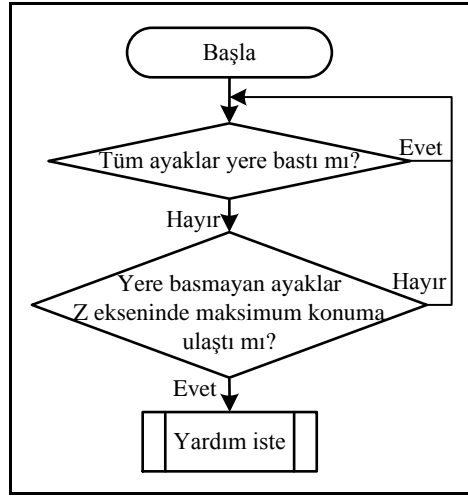 Başla
Tüm ayaklar yere bastı mı?
Evet
Hayır
Yere basmayan ayaklar
Z ekseninde maksimum konuma
ulaştı mı?
Hayır
Evet
Yardım iste